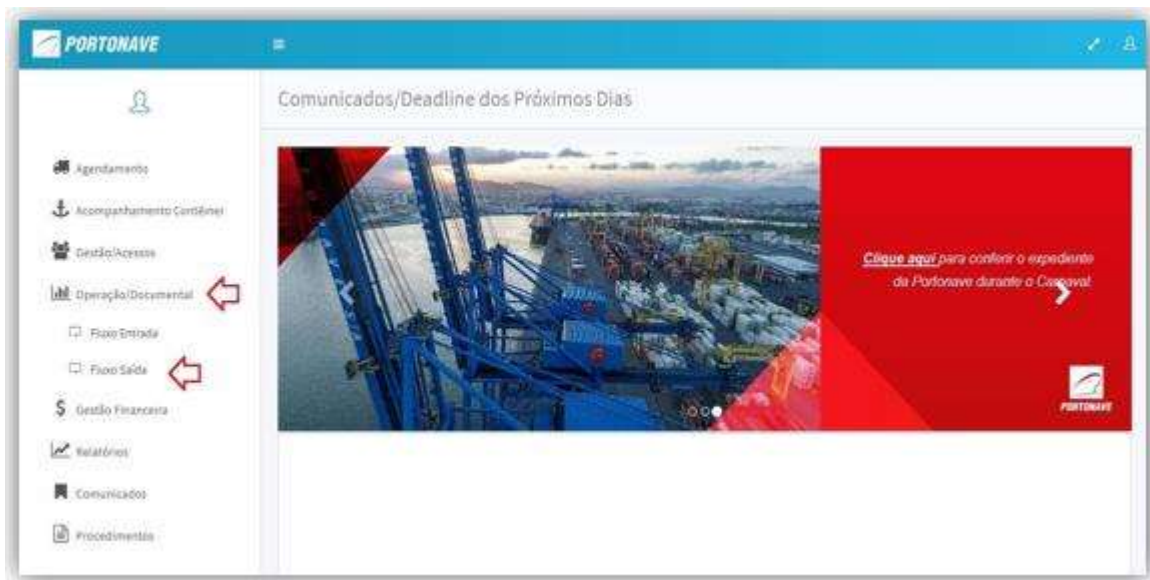 PORTONAVE
Comunicados/Deadline dos Próximos Dias
Agendamento
Acompanhamento Contêiner
Gestão/Acessos
Operação/Documental
Fluxo Entrada
Fluxo Saída
Gestão Financeira
Relatórios
Comunicados
Procedimentos
Clique aqui para conferir o expediente
da Portonave durante o Carnaval
PORTONAVE